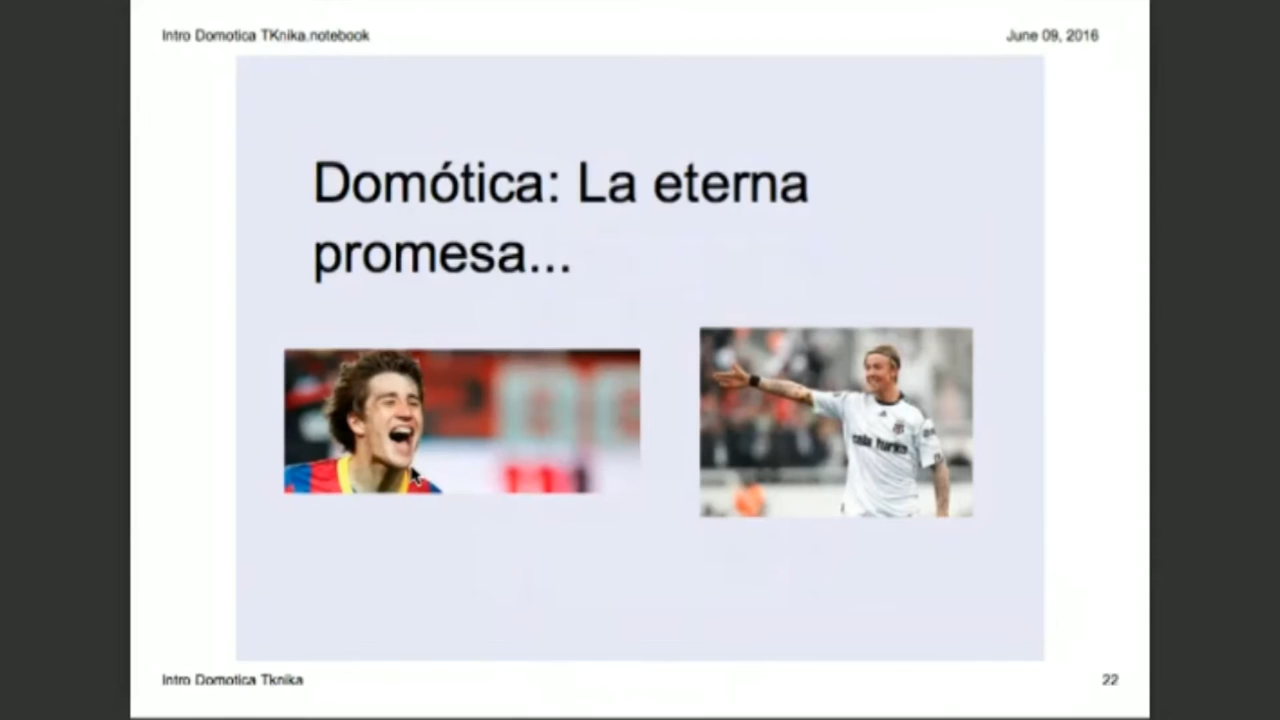 Intro Domotica TKnika.notebook
June 09, 2016
Domótica: La eterna
promesa...
Intro Domotica Tknika
22